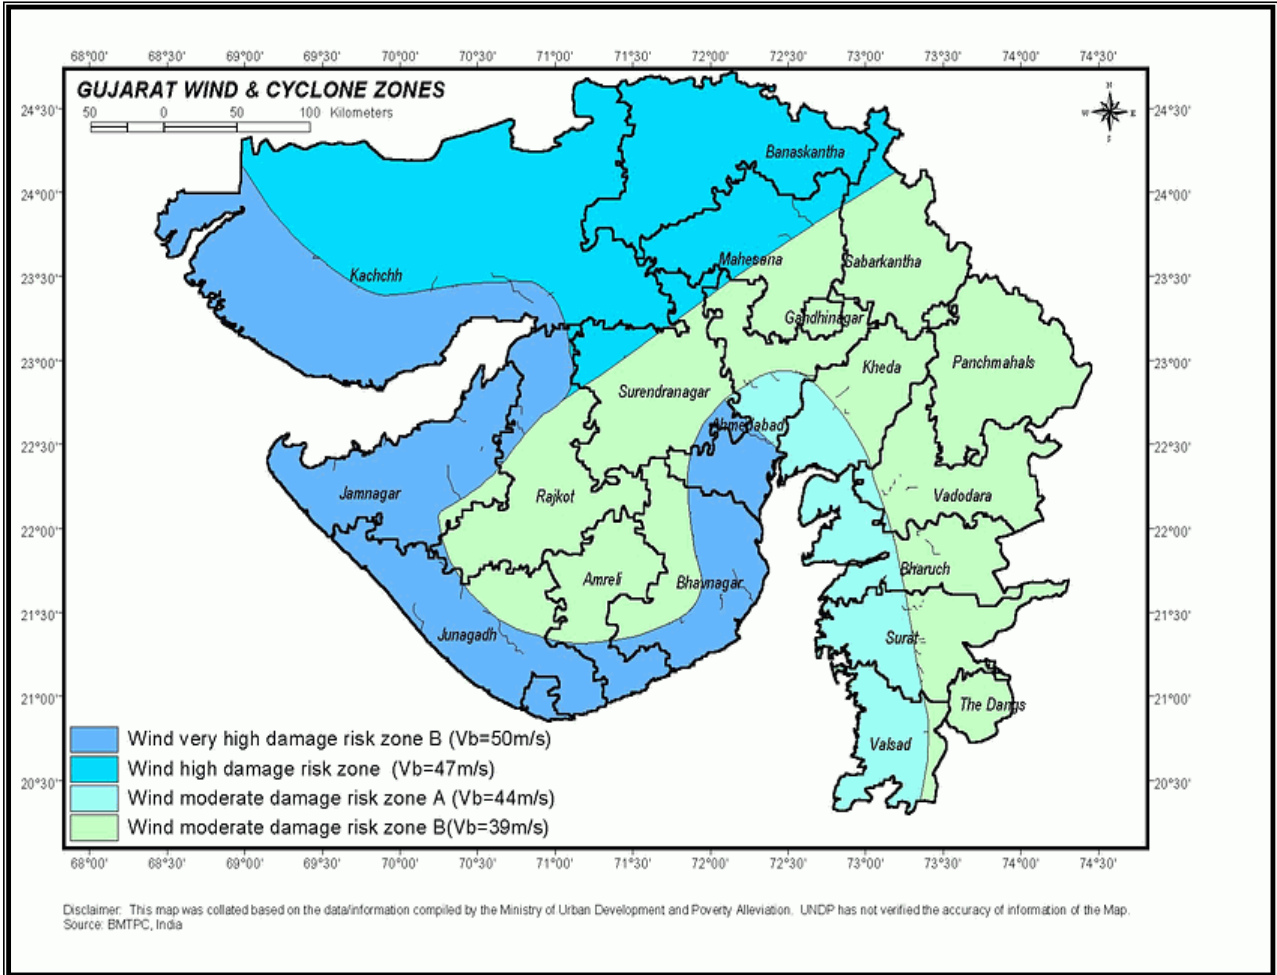 68°00' 68°30' 69°00' 69°30' 70°00' 70°30' 71°00' 71°30' 72°00' 72°30' 73°00' 73°30' 74°00' 74°30'
GUJARAT WIND & CYCLONE ZONES
50 0 50 100 Kilometers
N
W E
S
24°30' 24°30'
Banaskantha
24°00' 24°00'
Mahesana
Sabarkantha
Kachchh
23°30' 23°30'
Gandhinagar
23°00' 23°00'
Kheda
Panchmahals
Surendranagar
Ahmedabad
22°30' 22°30'
Jamnagar
Rajkot
Vadodara
22°00' 22°00'
Bharuch
Amreli
Bhavnagar
21°30' 21°30'
Junagadh
Surat
21°00' 21°00'
The Dangs
Valsad
20°30' 20°30'
Wind very high damage risk zone B (Vb=50m/s)
Wind high damage risk zone (Vb=47m/s)
Wind moderate damage risk zone A (Vb=44m/s)
Wind moderate damage risk zone B(Vb=39m/s)
68°00' 68°30' 69°00' 69°30' 70°00' 70°30' 71°00' 71°30' 72°00' 72°30' 73°00' 73°30' 74°00' 74°30'
Disclaimer: This map was collated based on the data/information compiled by the Ministry of Urban Development and Poverty Alleviation. UNDP has not verified the accuracy of information of the Map.
Source: BMTPC, India